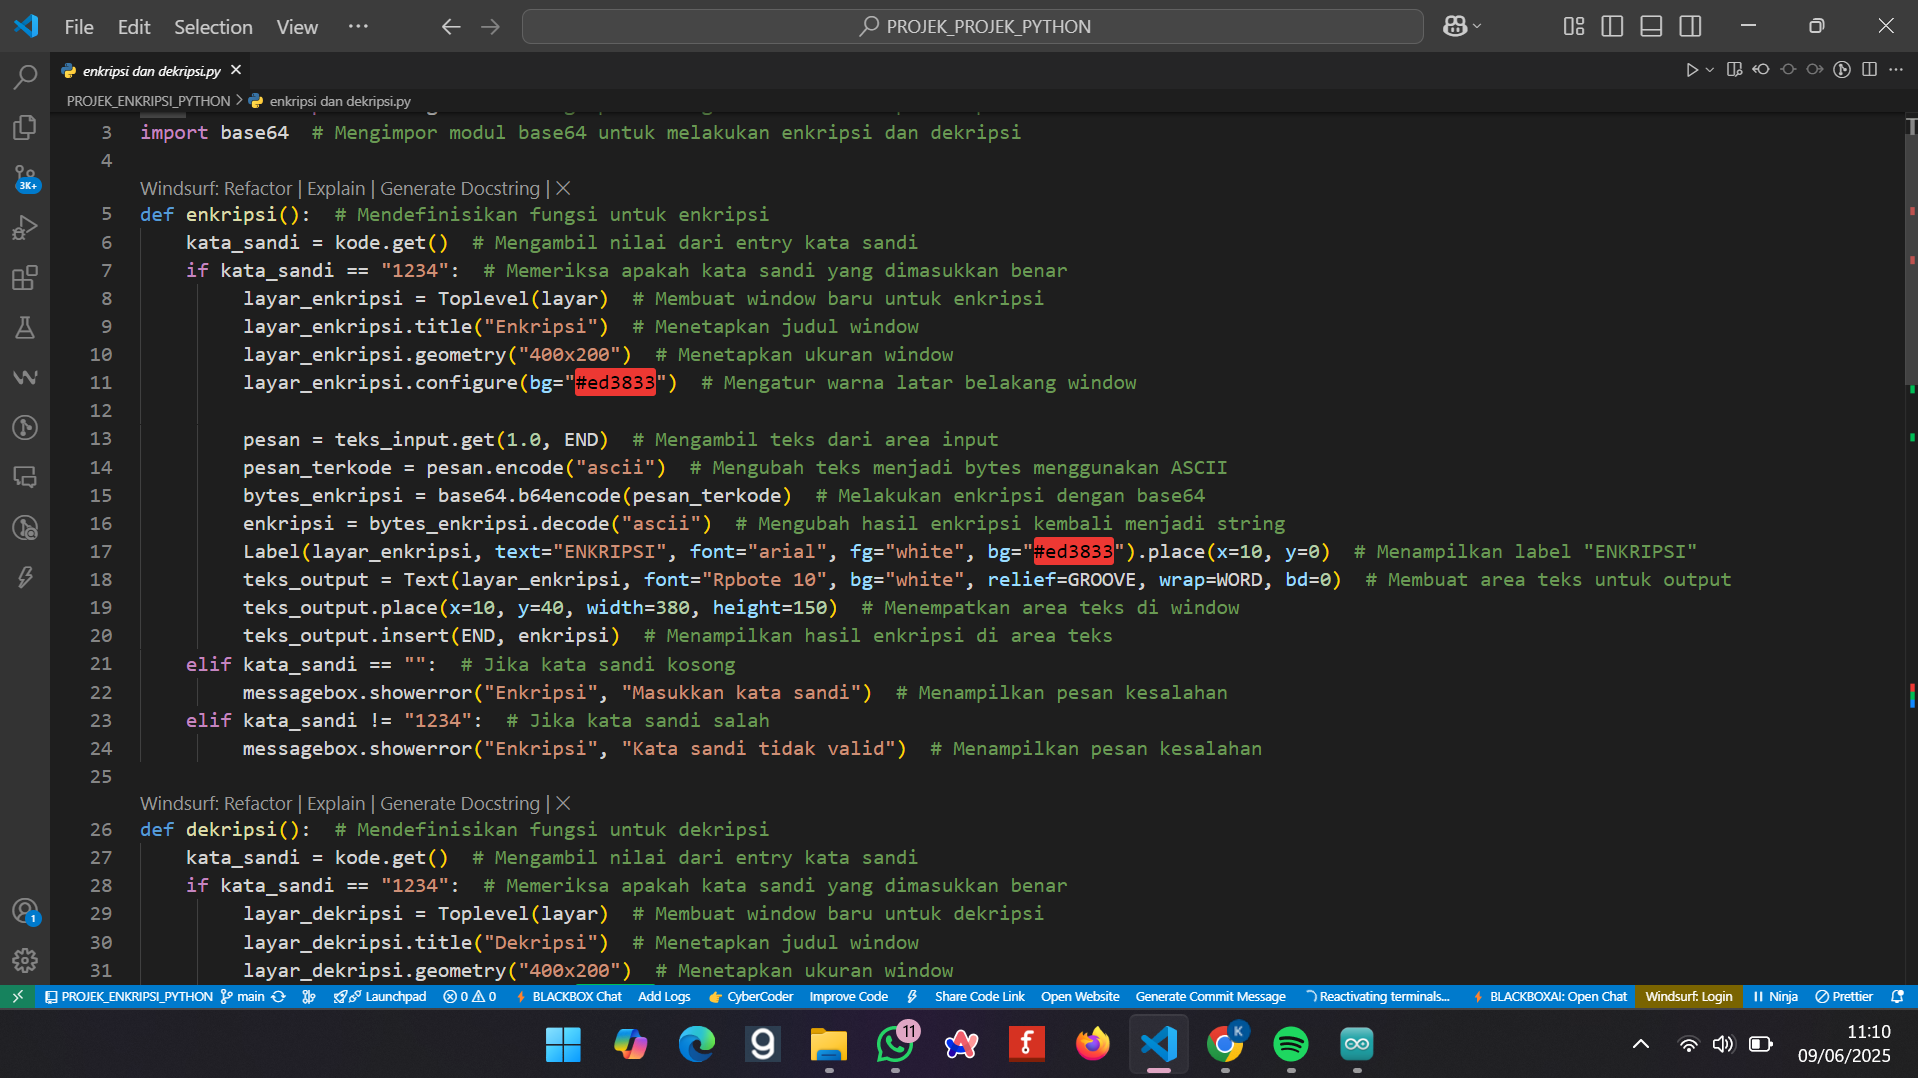 File Edit Selection View ··· PROJEK_PROJEK_PYTHON
enkripsi dan dekripsi.py
PROJEK_ENKRIPSI_PYTHON > enkripsi dan dekripsi.py
3 import base64  # Mengimpor modul base64 untuk melakukan enkripsi dan dekripsi
4
Windsurf: Refactor | Explain | Generate Docstring | ×
5 def enkripsi():  # Mendefinisikan fungsi untuk enkripsi
6     kata_sandi = kode.get()  # Mengambil nilai dari entry kata sandi
7     if kata_sandi == "1234":  # Memeriksa apakah kata sandi yang dimasukkan benar
8         layar_enkripsi = Toplevel(layar)  # Membuat window baru untuk enkripsi
9         layar_enkripsi.title("Enkripsi")  # Menetapkan judul window
10         layar_enkripsi.geometry("400x200")  # Menetapkan ukuran window
11         layar_enkripsi.configure(bg="#ed3833")  # Mengatur warna latar belakang window
12
13         pesan = teks_input.get(1.0, END)  # Mengambil teks dari area input
14         pesan_terkode = pesan.encode("ascii")  # Mengubah teks menjadi bytes menggunakan ASCII
15         bytes_enkripsi = base64.b64encode(pesan_terkode)  # Melakukan enkripsi dengan base64
16         enkripsi = bytes_enkripsi.decode("ascii")  # Mengubah hasil enkripsi kembali menjadi string
17         Label(layar_enkripsi, text="ENKRIPSI", font="arial", fg="white", bg="#ed3833").place(x=10, y=0)  # Menampilkan label "ENKRIPSI"
18         teks_output = Text(layar_enkripsi, font="Rpbote 10", bg="white", relief=GROOVE, wrap=WORD, bd=0)  # Membuat area teks untuk output
19         teks_output.place(x=10, y=40, width=380, height=150)  # Menempatkan area teks di window
20         teks_output.insert(END, enkripsi)  # Menampilkan hasil enkripsi di area teks
21     elif kata_sandi == "":  # Jika kata sandi kosong
22         messagebox.showerror("Enkripsi", "Masukkan kata sandi")  # Menampilkan pesan kesalahan
23     elif kata_sandi != "1234":  # Jika kata sandi salah
24         messagebox.showerror("Enkripsi", "Kata sandi tidak valid")  # Menampilkan pesan kesalahan
25
Windsurf: Refactor | Explain | Generate Docstring | ×
26 def dekripsi():  # Mendefinisikan fungsi untuk dekripsi
27     kata_sandi = kode.get()  # Mengambil nilai dari entry kata sandi
28     if kata_sandi == "1234":  # Memeriksa apakah kata sandi yang dimasukkan benar
29         layar_dekripsi = Toplevel(layar)  # Membuat window baru untuk dekripsi
30         layar_dekripsi.title("Dekripsi")  # Menetapkan judul window
31         layar_dekripsi.geometry("400x200")  # Menetapkan ukuran window
3K+
1
PROJEK_ENKRIPSI_PYTHON main Launchpad 0 0 BLACKBOX Chat Add Logs CyberCoder Improve Code Share Code Link Open Website Generate Commit Message Reactivating terminals... BLACKBOXAI: Open Chat Windsurf: Login Ninja Prettier
11
K
11:10
09/06/2025